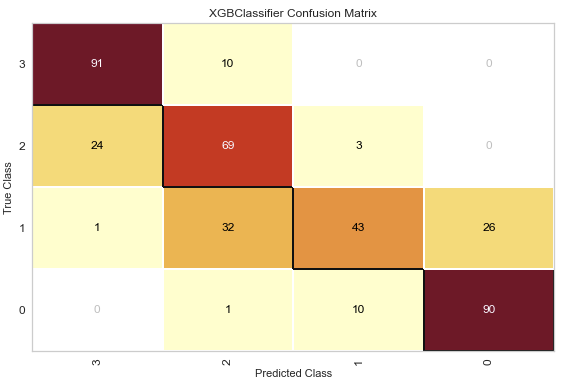 XGBClassifier Confusion Matrix
True Class
3 91 10 0 0
2 24 69 3 0
1 1 32 43 26
0 0 1 10 90
3 2 1 0
Predicted Class